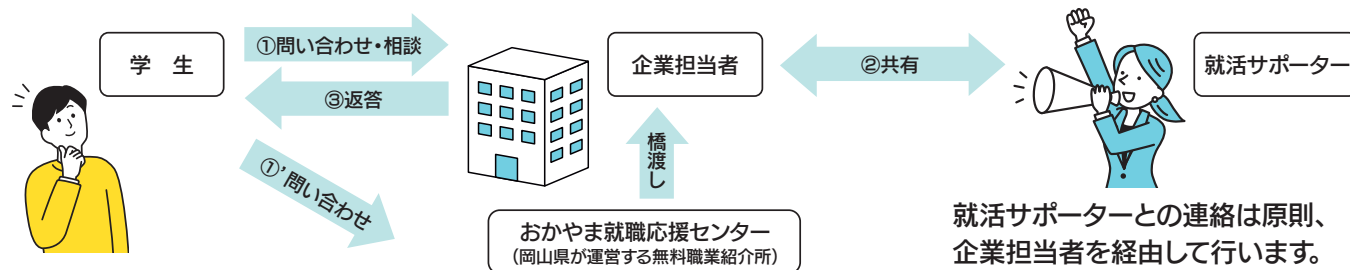 学　生
①問い合わせ・相談
③返答
①’問い合わせ
企業担当者
②共有
就活サポーター
橋渡し
おかやま就職応援センター
（岡山県が運営する無料職業紹介所）
就活サポーターとの連絡は原則、
企業担当者を経由して行います。